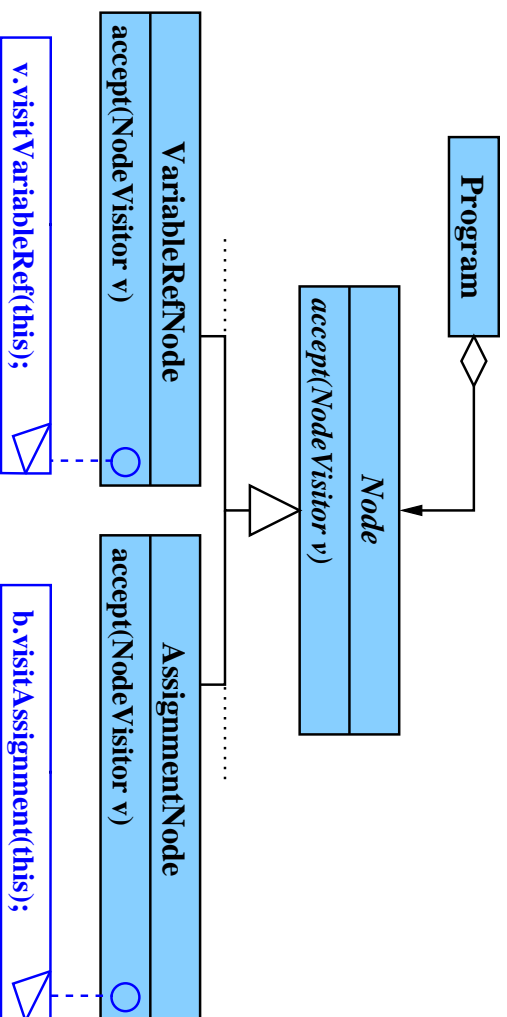 Program
Node
accept(NodeVisitor v)
VariableRefNode
accept(NodeVisitor v)
AssignmentNode
accept(NodeVisitor v)
v.visitVariableRef(this);
b.visitAssignment(this);